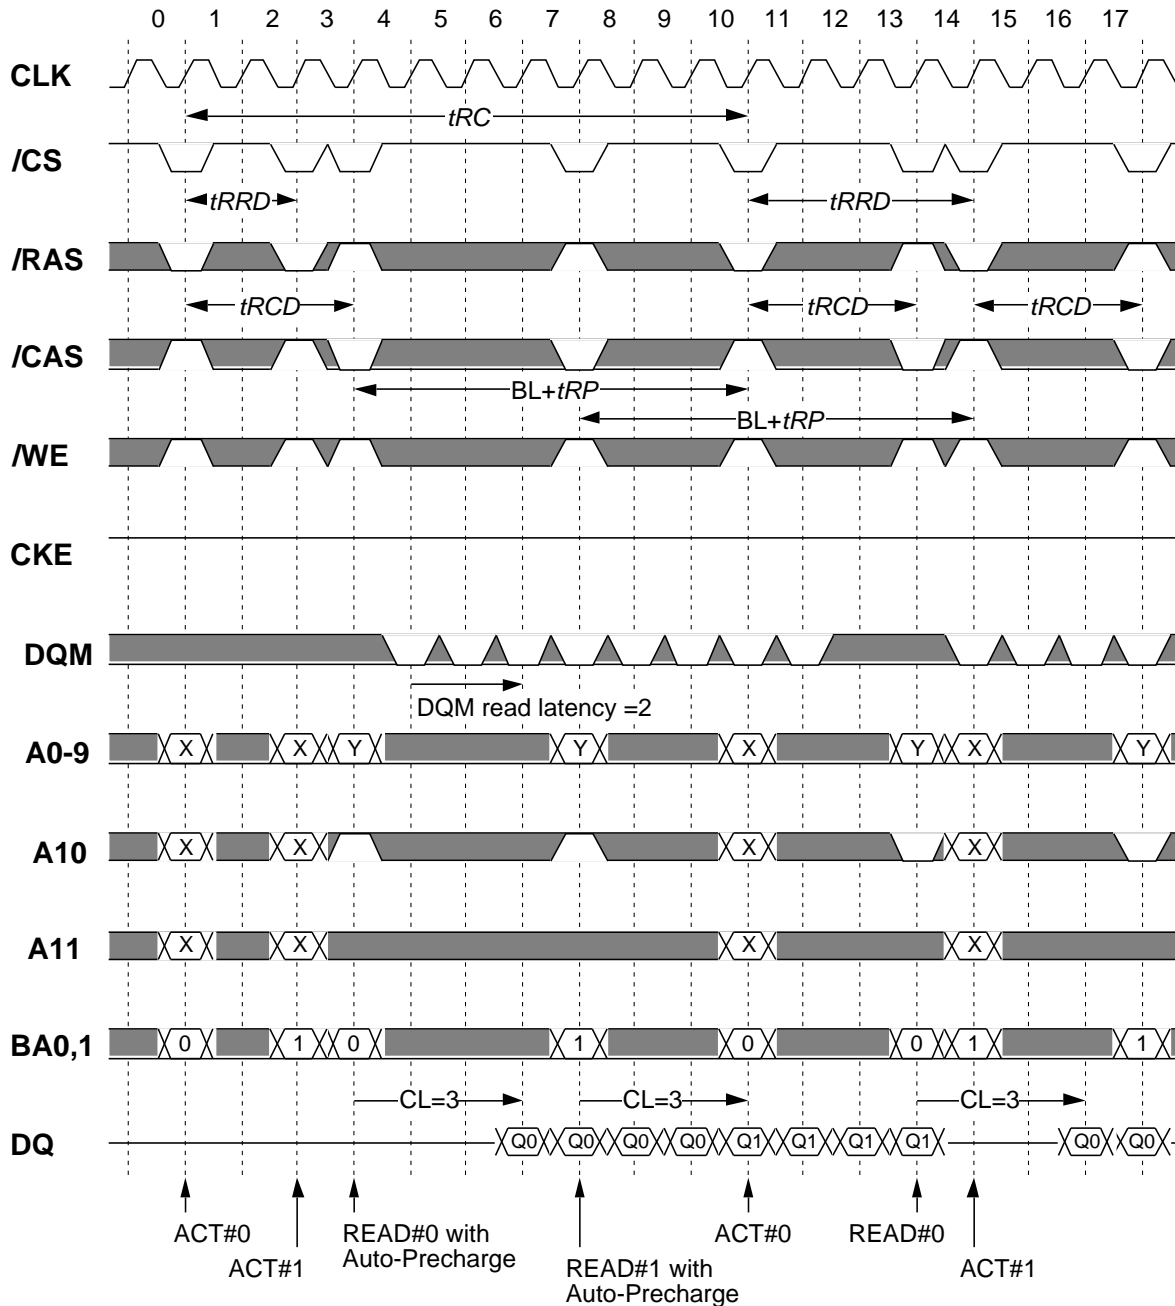 0 1 2 3 4 5 6 7 8 9 10 11 12 13 14 15 16 17
CLK
tRC
/CS
tRRD tRRD
/RAS
tRCD tRCD tRCD
/CAS
BL+tRP
BL+tRP
/WE
CKE
DQM
DQM read latency =2
A0-9 X X Y Y X Y X Y
A10 X X X X
A11 X X X X
BA0,1 0 1 0 1 0 0 1 1
CL=3 CL=3 CL=3
DQ Q0 Q0 Q0 Q0 Q1 Q1 Q1 Q1 Q0 Q0
ACT#0 READ#0 with ACT#0 READ#0
Auto-Precharge
ACT#1 READ#1 with ACT#1
Auto-Precharge